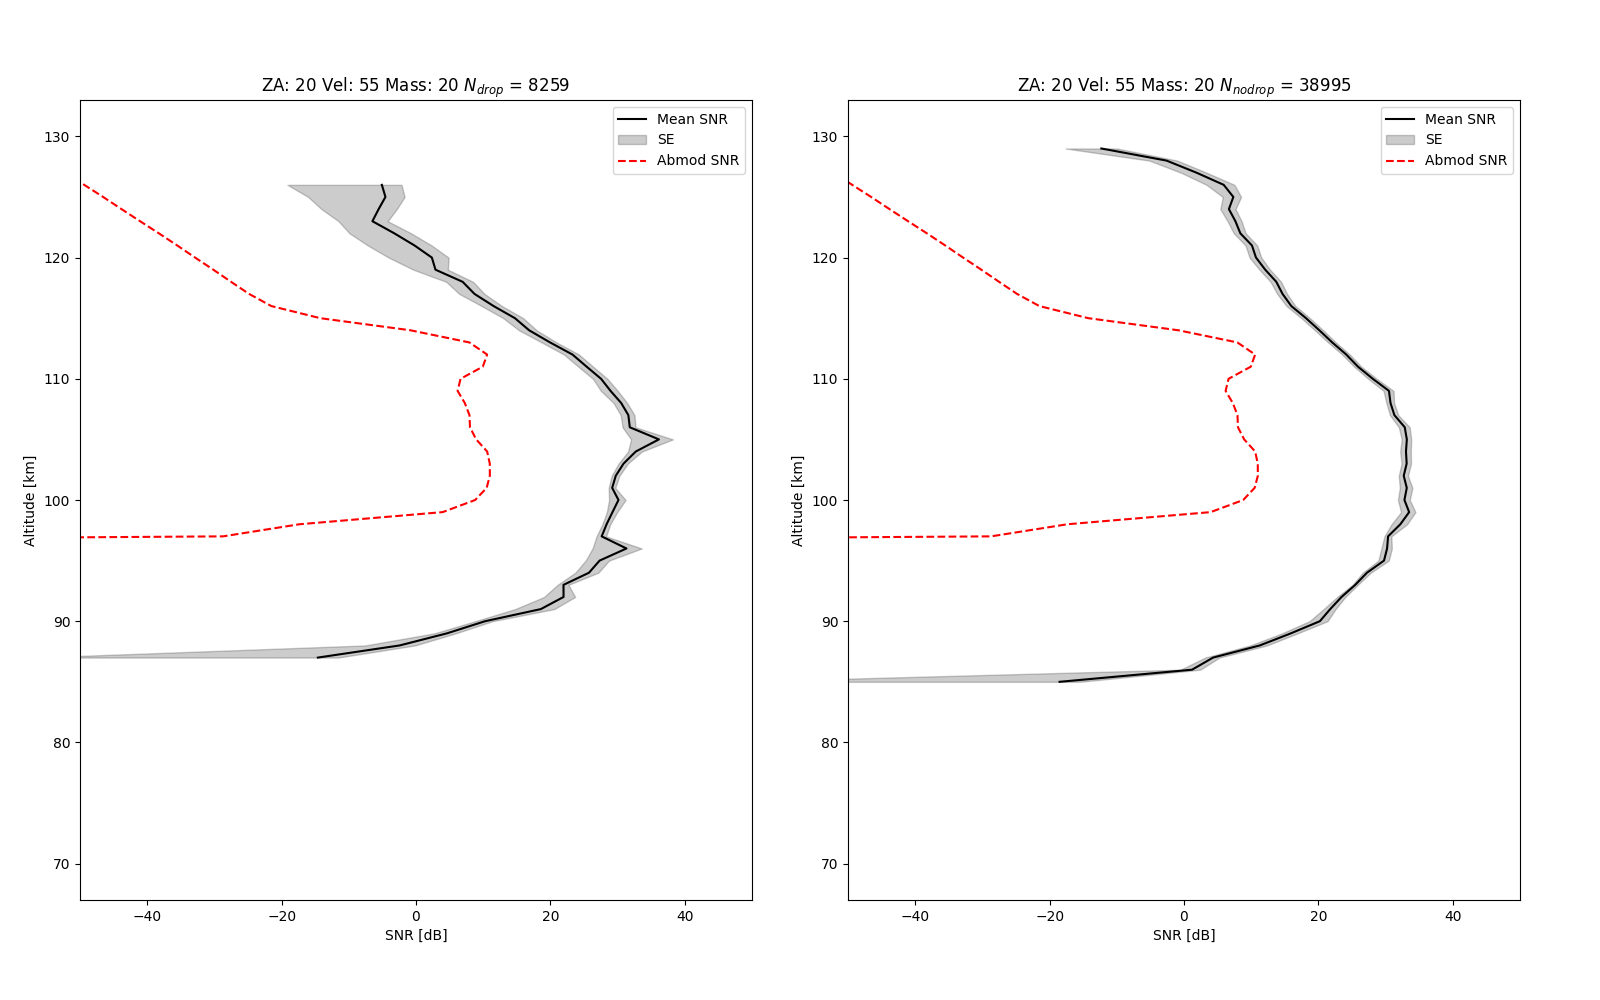 ZA: 20 Vel: 55 Mass: 20 N_drop = 8259
Mean SNR
SE
Abmod SNR
130
120
110
100
90
80
70
Altitude [km]
−40 −20 0 20 40
SNR [dB]
ZA: 20 Vel: 55 Mass: 20 N_nodrop = 38995
Mean SNR
SE
Abmod SNR
130
120
110
100
90
80
70
Altitude [km]
−40 −20 0 20 40
SNR [dB]